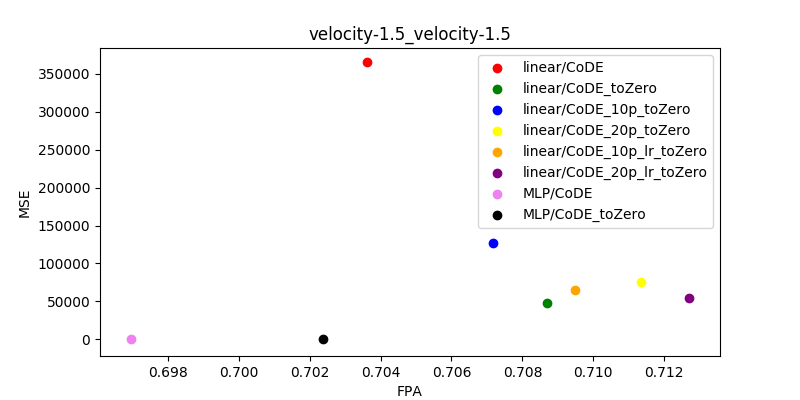 velocity-1.5_velocity-1.5
MSE
350000
300000
250000
200000
150000
100000
50000
0
linear/CoDE
linear/CoDE_toZero
linear/CoDE_10p_toZero
linear/CoDE_20p_toZero
linear/CoDE_10p_lr_toZero
linear/CoDE_20p_lr_toZero
MLP/CoDE
MLP/CoDE_toZero
0.698 0.700 0.702 0.704 0.706 0.708 0.710 0.712
FPA